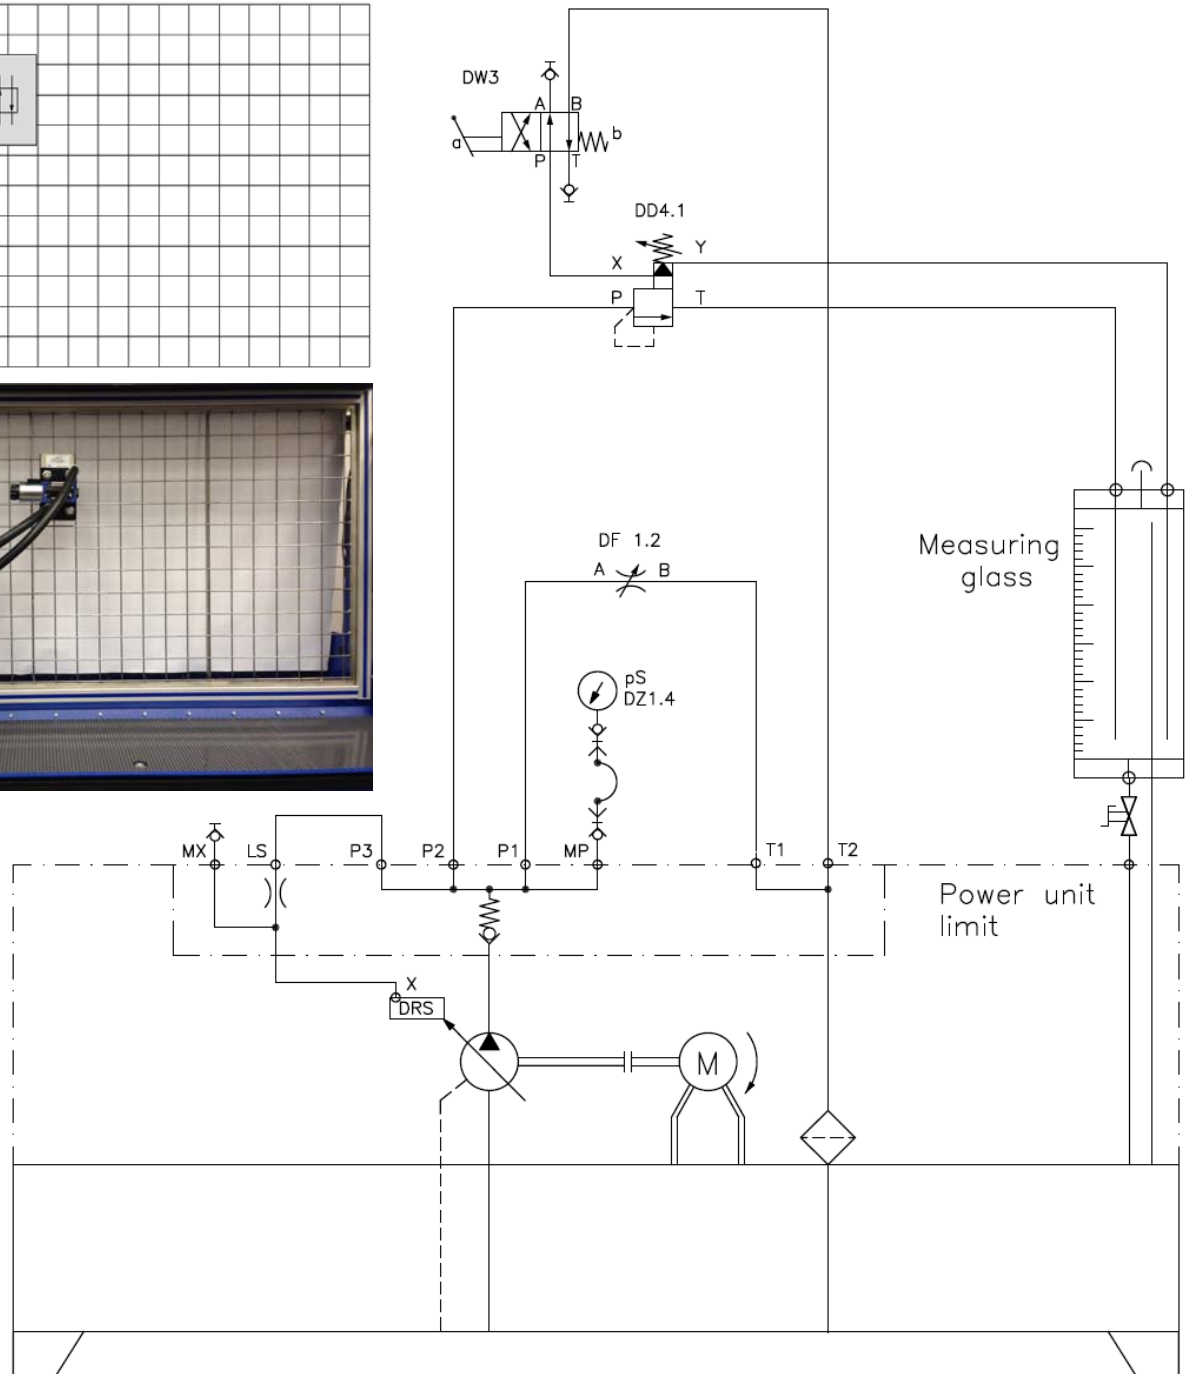 DW3
A B
a
b
P T
DD4.1
X
Y
P
T
Measuring
glass
DF 1.2
A
B
pS
DZ1.4
MX
LS
P3
P2
P1
MP
T1
T2
Power unit
limit
X
DRS
M